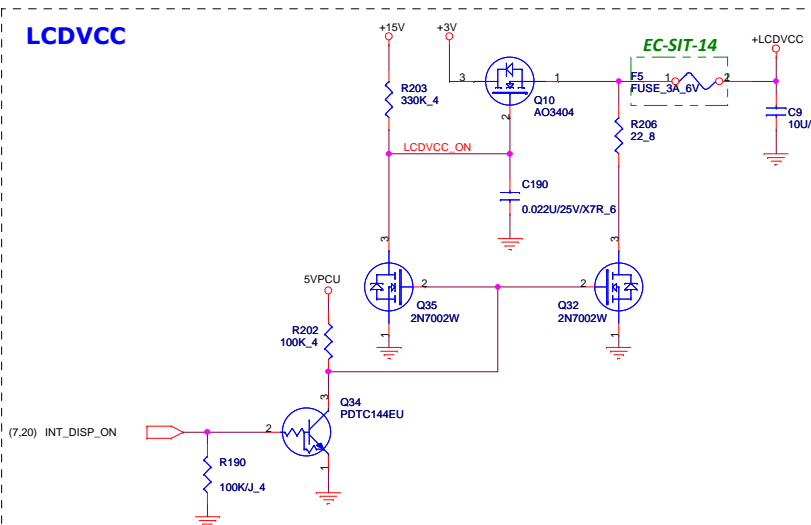 LCDVCC
+15V
+3V
EC-SIT-14
+LCDVCC
R203
330K_4
3
1
Q10
AO3404
2
F5
1
2
FUSE_3A_6V
C9
10U/
R206
22_8
LCDVCC_ON
C190
0.022U/25V/X7R_6
3
3
5VPCU
2
2
Q35
2N7002W
Q32
2N7002W
1
1
R202
100K_4
3
Q34
PDTC144EU
(7,20) INT_DISP_ON
2
1
R190
100K/J_4